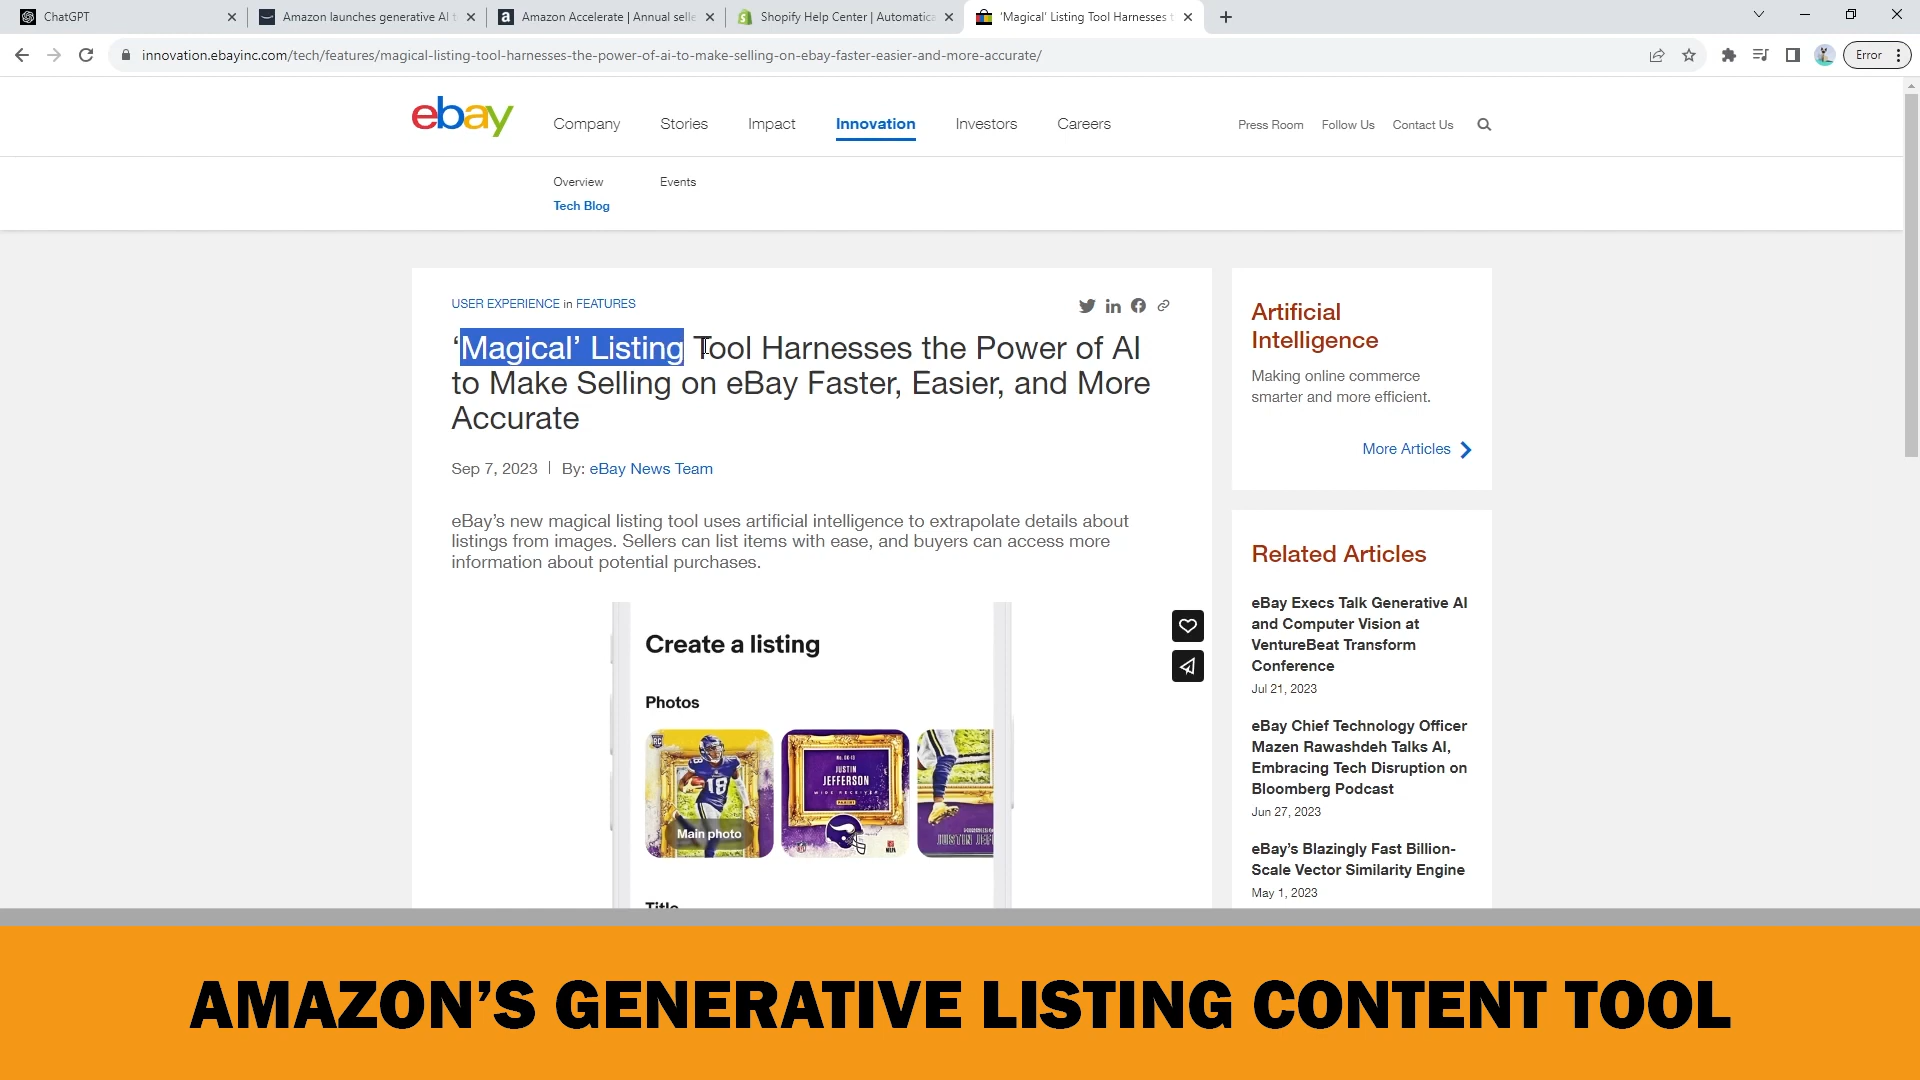 ChatGPT
Amazon launches generative AI t
Amazon Accelerate | Annual selle
Shopify Help Center | Automatica
'Magical' Listing Tool Harnesses t
innovation.ebayinc.com/tech/features/magical-listing-tool-harnesses-the-power-of-ai-to-make-selling-on-ebay-faster-easier-and-more-accurate/
Error
ebay
Company Stories Impact Innovation Investors Careers
Press Room Follow Us Contact Us
Overview Events
Tech Blog
USER EXPERIENCE in FEATURES
‘Magical’ Listing Tool Harnesses the Power of AI
to Make Selling on eBay Faster, Easier, and More
Accurate
Sep 7, 2023 | By: eBay News Team
eBay’s new magical listing tool uses artificial intelligence to extrapolate details about
listings from images. Sellers can list items with ease, and buyers can access more
information about potential purchases.
Create a listing
Photos
RC
18
Main photo
JUSTIN
JEFFERSON
WIDE RECEIVER
PANINI
JUSTIN JEF
Title
Artificial
Intelligence
Making online commerce
smarter and more efficient.
More Articles
Related Articles
eBay Execs Talk Generative AI
and Computer Vision at
VentureBeat Transform
Conference
Jul 21, 2023
eBay Chief Technology Officer
Mazen Rawashdeh Talks AI,
Embracing Tech Disruption on
Bloomberg Podcast
Jun 27, 2023
eBay’s Blazingly Fast Billion-
Scale Vector Similarity Engine
May 1, 2023
AMAZON’S GENERATIVE LISTING CONTENT TOOL